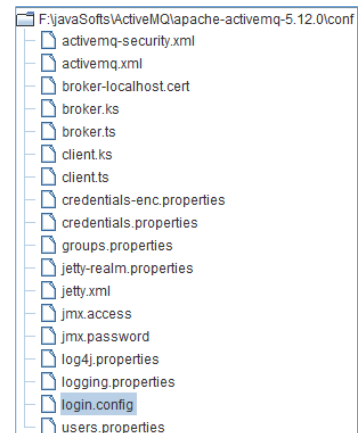 F:\javaSofts\ActiveMQ\apache-activemq-5.12.0\conf
activemq-security.xml
activemq.xml
broker-localhost.cert
broker.ks
broker.ts
client.ks
client.ts
credentials-enc.properties
credentials.properties
groups.properties
jetty-realm.properties
jetty.xml
jmx.access
jmx.password
log4j.properties
logging.properties
login.config
users.properties